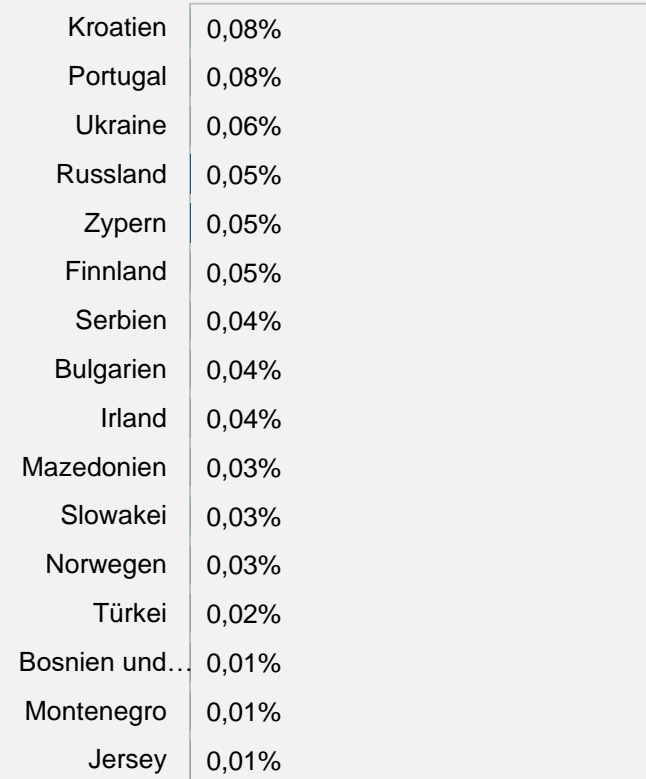 Kroatien 0,08%
Portugal 0,08%
Ukraine 0,06%
Russland 0,05%
Zypern 0,05%
Finnland 0,05%
Serbien 0,04%
Bulgarien 0,04%
Irland 0,04%
Mazedonien 0,03%
Slowakei 0,03%
Norwegen 0,03%
Türkei 0,02%
Bosnien und… 0,01%
Montenegro 0,01%
Jersey 0,01%